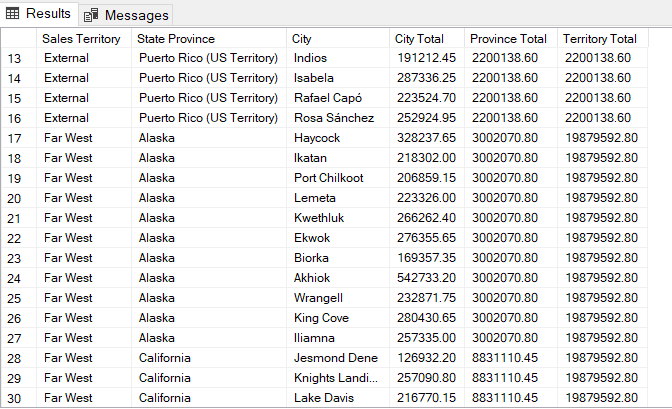 Results Messages
Sales Territory State Province City City Total Province Total Territory Total
13 External Puerto Rico (US Territory) Indios 191212.45 2200138.60 2200138.60
14 External Puerto Rico (US Territory) Isabela 287336.25 2200138.60 2200138.60
15 External Puerto Rico (US Territory) Rafael Capó 223524.70 2200138.60 2200138.60
16 External Puerto Rico (US Territory) Rosa Sánchez 252924.95 2200138.60 2200138.60
17 Far West Alaska Haycock 328237.65 3002070.80 19879592.80
18 Far West Alaska Ikatan 218302.00 3002070.80 19879592.80
19 Far West Alaska Port Chilkoot 206859.15 3002070.80 19879592.80
20 Far West Alaska Lemeta 223326.00 3002070.80 19879592.80
21 Far West Alaska Kwethluk 266262.40 3002070.80 19879592.80
22 Far West Alaska Ekwok 276355.65 3002070.80 19879592.80
23 Far West Alaska Biorka 169357.35 3002070.80 19879592.80
24 Far West Alaska Akhiok 542733.20 3002070.80 19879592.80
25 Far West Alaska Wrangell 232871.75 3002070.80 19879592.80
26 Far West Alaska King Cove 280430.65 3002070.80 19879592.80
27 Far West Alaska Iliamna 257335.00 3002070.80 19879592.80
28 Far West California Jesmond Dene 126932.20 8831110.45 19879592.80
29 Far West California Knights Landi... 257090.80 8831110.45 19879592.80
30 Far West California Lake Davis 216770.15 8831110.45 19879592.80